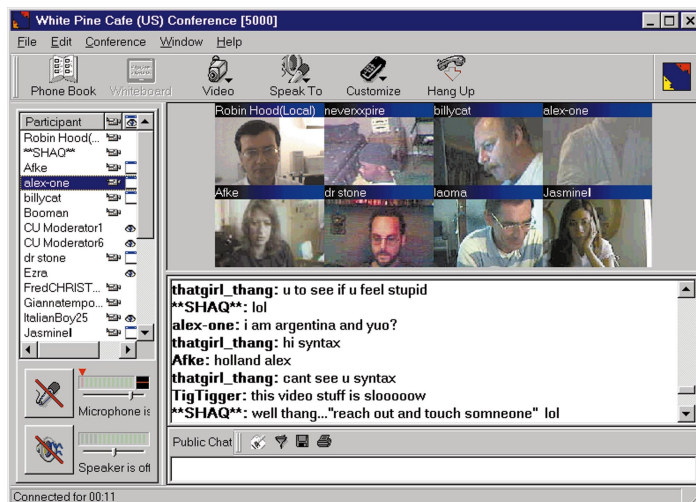 White Pine Cafe (US) Conference [5000]
File Edit Conference Window Help
Phone Book Whiteboard Video Speak To Customize Hang Up
Participant
Robin Hood(...
**SHAQ**
Afke
alex-one
billycat
Booman
CU Moderator1
CU Moderator6
dr stone
Ezra
FredCHRIST...
Giannatempo...
ItalianBoy25
Jasminel
Microphone is
Speaker is off
Robin Hood(Local) neverxxpire billycat alex-one
Afke dr stone laoma Jasminel
thatgirl_thang: u to see if u feel stupid
**SHAQ**: lol
alex-one: i am argentina and yuo?
thatgirl_thang: hi syntax
Afke: holland alex
thatgirl_thang: cant see u syntax
TigTigger: this video stuff is slooooow
**SHAQ**: well thang..."reach out and touch somneone" lol
Public Chat
Connected for 00:11